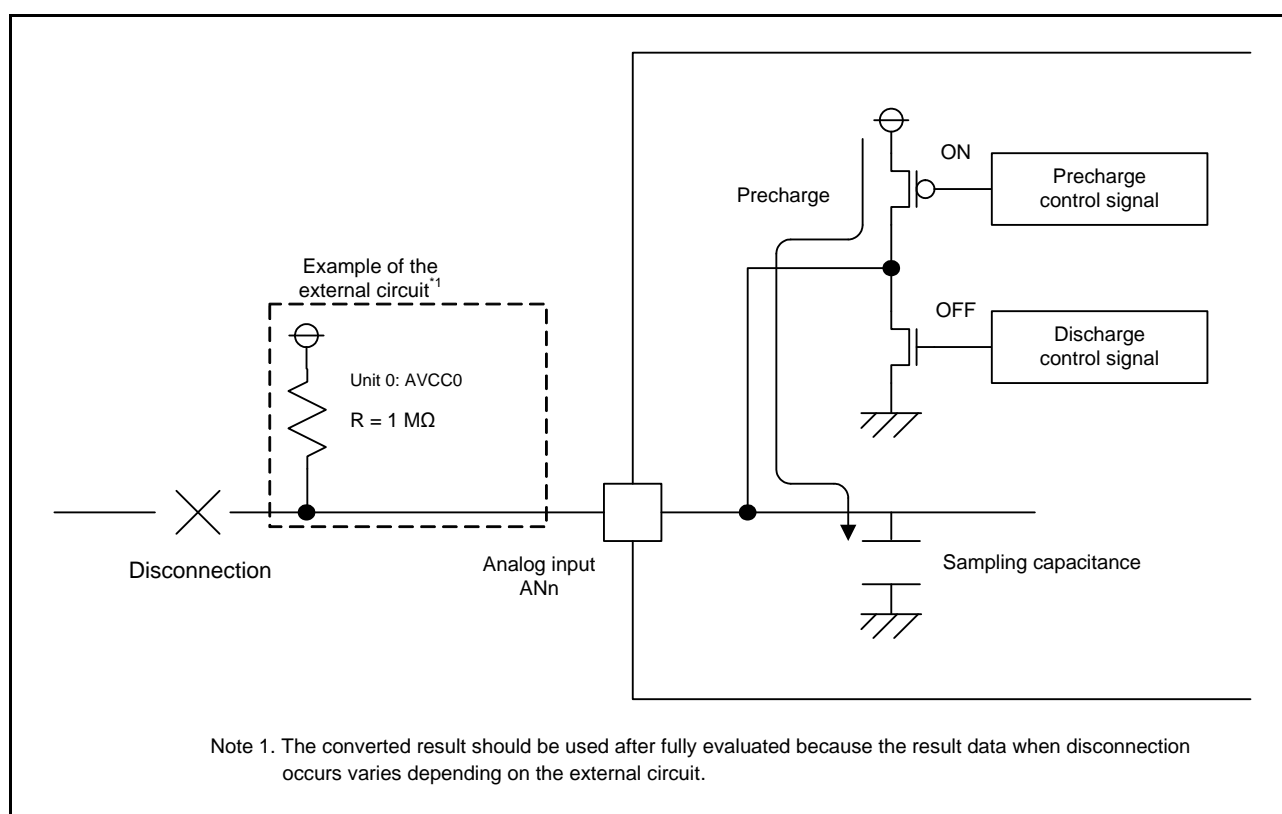 ON
Precharge
control signal
Precharge
Example of the
external circuit*1
OFF
Discharge
control signal
Unit 0: AVCC0
R = 1 MΩ
Disconnection
Analog input
ANn
Sampling capacitance
Note 1. The converted result should be used after fully evaluated because the result data when disconnection
occurs varies depending on the external circuit.